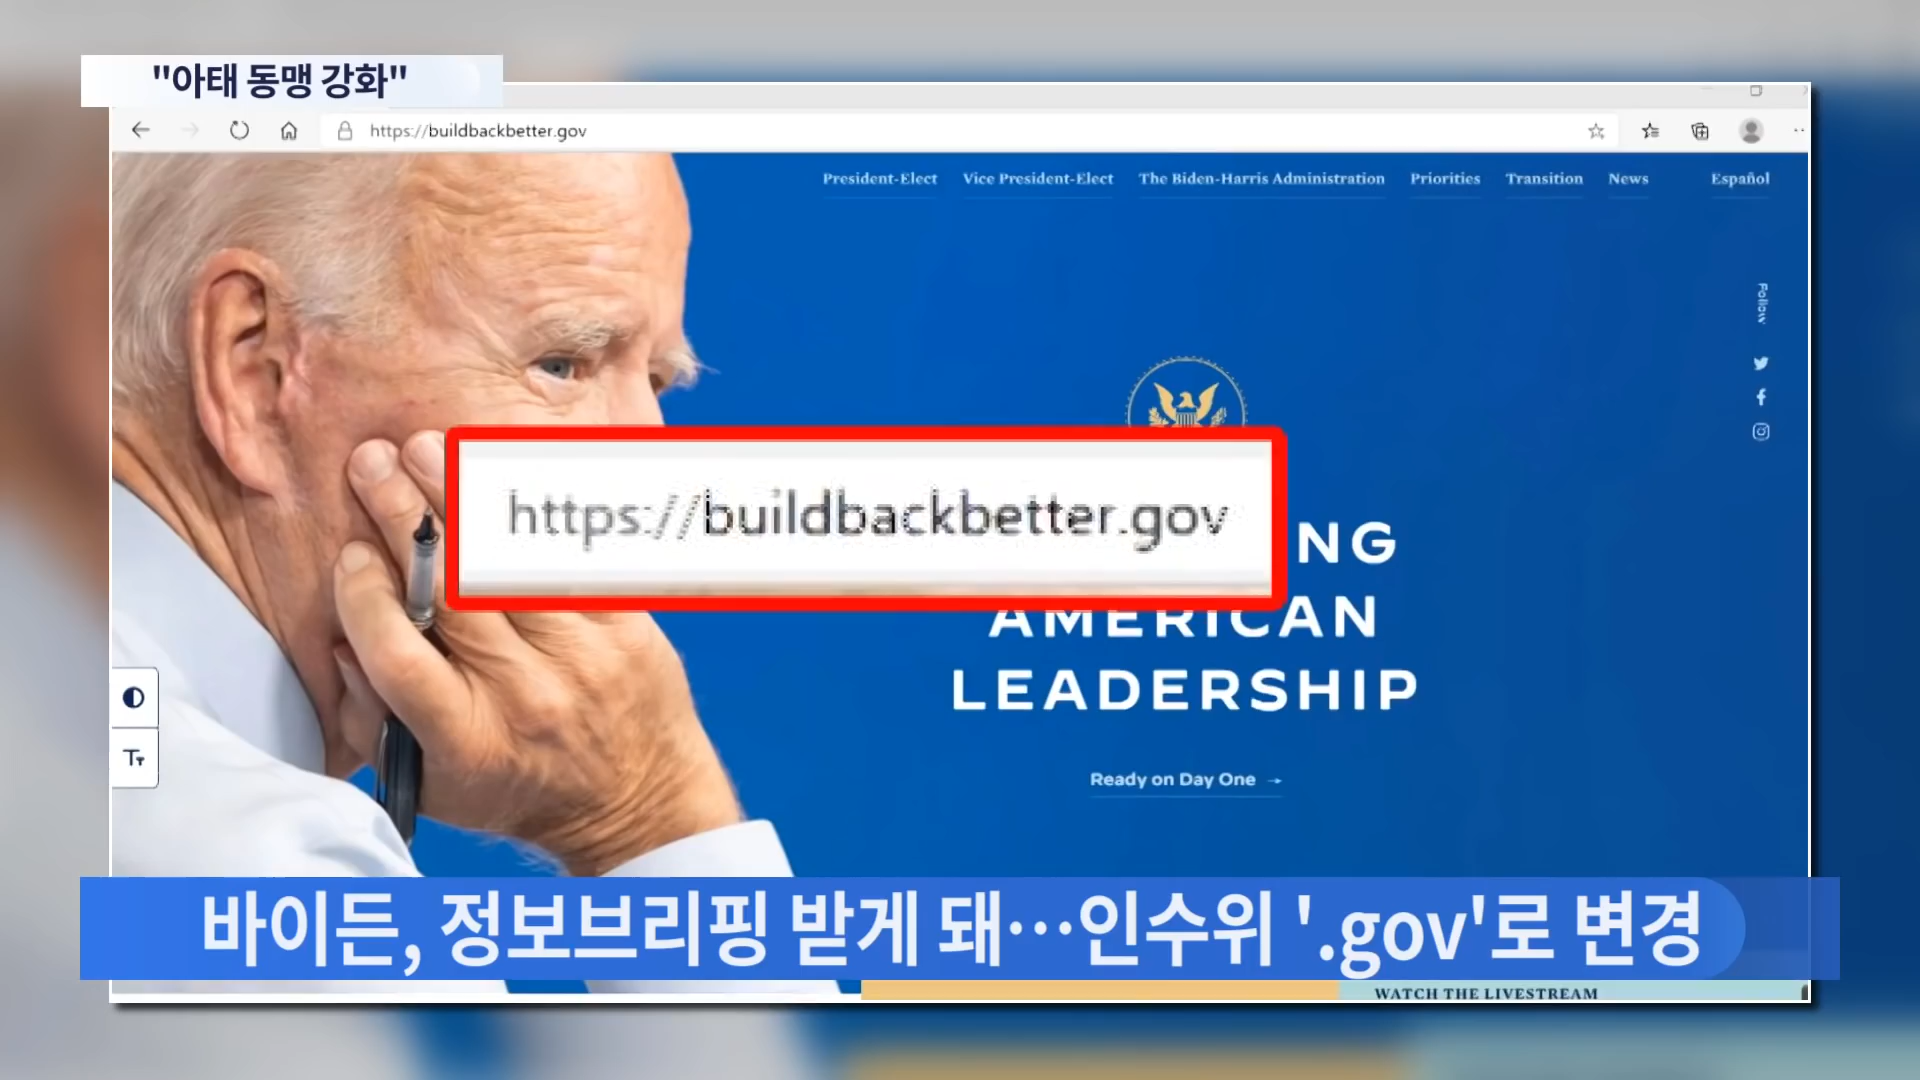 "아태 동맹 강화"
https://buildbackbetter.gov
President-Elect Vice President-Elect The Biden-Harris Administration Priorities Transition News Español
Follow
https://buildbackbetter.gov
NG
AMERICAN
LEADERSHIP
Tт
Ready on Day One →
바이든, 정보브리핑 받게 돼…인수위 '.gov'로 변경
WATCH THE LIVESTREAM